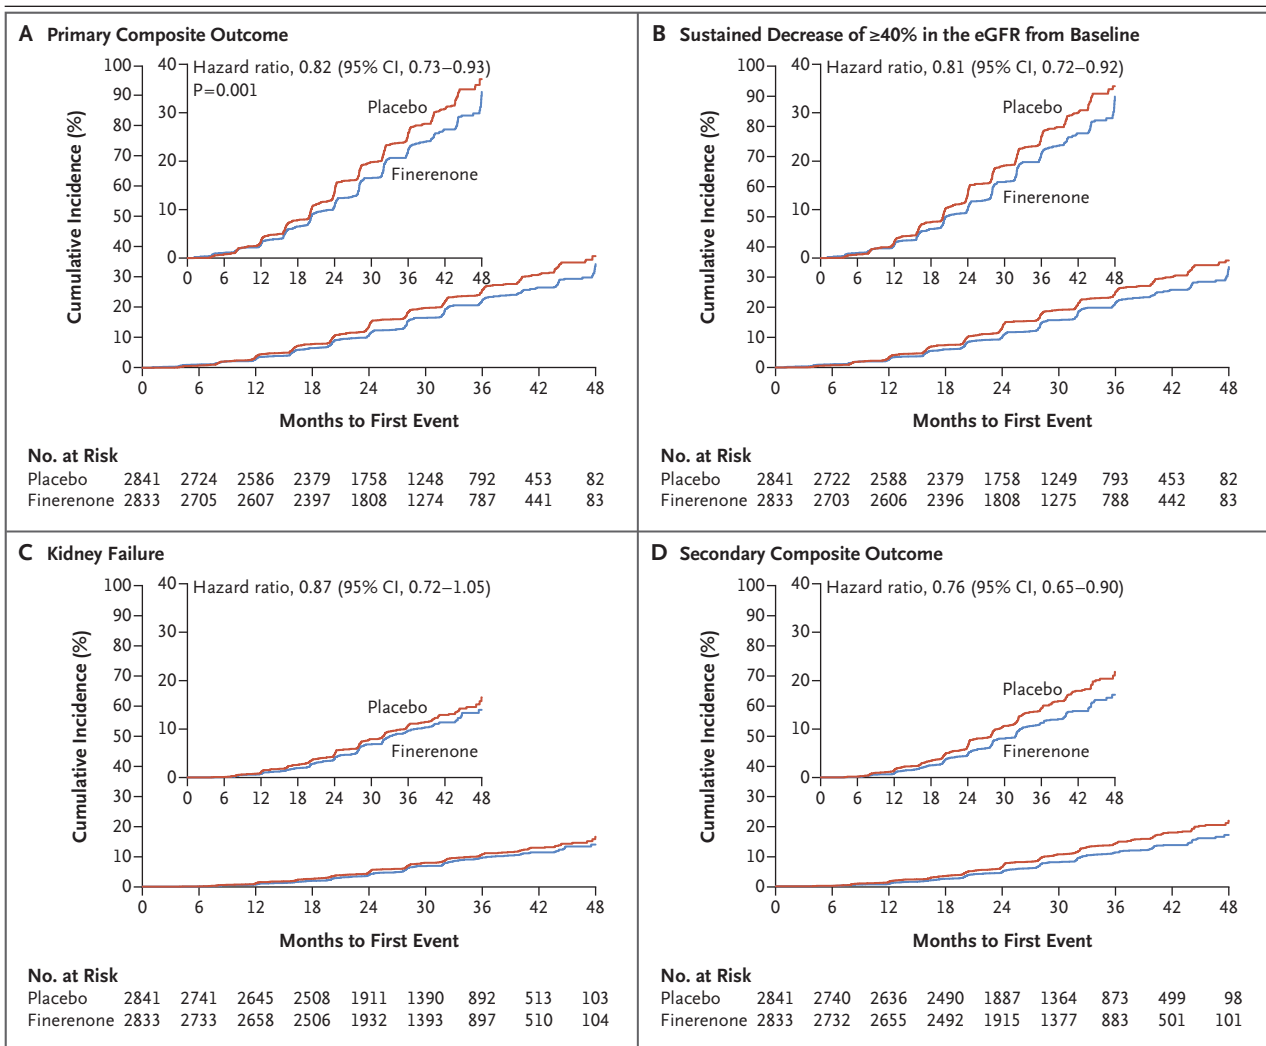 A Primary Composite Outcome
Cumulative Incidence (%)
100
90
80
70
60
50
40
30
20
10
0
40
30
20
10
0
Hazard ratio, 0.82 (95% CI, 0.73–0.93)
P=0.001
Placebo
Finerenone
0 6 12 18 24 30 36 42 48
0 6 12 18 24 30 36 42 48
Months to First Event
No. at Risk
Placebo 2841 2724 2586 2379 1758 1248 792 453 82
Finerenone 2833 2705 2607 2397 1808 1274 787 441 83
B Sustained Decrease of ≥40% in the eGFR from Baseline
Cumulative Incidence (%)
100
90
80
70
60
50
40
30
20
10
0
40
30
20
10
0
Hazard ratio, 0.81 (95% CI, 0.72–0.92)
Placebo
Finerenone
0 6 12 18 24 30 36 42 48
0 6 12 18 24 30 36 42 48
Months to First Event
No. at Risk
Placebo 2841 2722 2588 2379 1758 1249 793 453 82
Finerenone 2833 2703 2606 2396 1808 1275 788 442 83
C Kidney Failure
Cumulative Incidence (%)
100
90
80
70
60
50
40
30
20
10
0
40
30
20
10
0
Hazard ratio, 0.87 (95% CI, 0.72–1.05)
Placebo
Finerenone
0 6 12 18 24 30 36 42 48
0 6 12 18 24 30 36 42 48
Months to First Event
No. at Risk
Placebo 2841 2741 2645 2508 1911 1390 892 513 103
Finerenone 2833 2733 2658 2506 1932 1393 897 510 104
D Secondary Composite Outcome
Cumulative Incidence (%)
100
90
80
70
60
50
40
30
20
10
0
40
30
20
10
0
Hazard ratio, 0.76 (95% CI, 0.65–0.90)
Placebo
Finerenone
0 6 12 18 24 30 36 42 48
0 6 12 18 24 30 36 42 48
Months to First Event
No. at Risk
Placebo 2841 2740 2636 2490 1887 1364 873 499 98
Finerenone 2833 2732 2655 2492 1915 1377 883 501 101